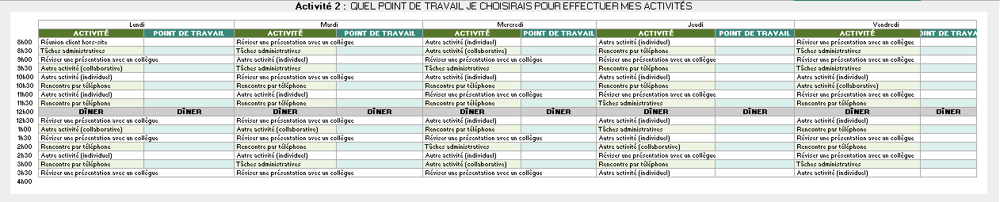 Activité 2 : QUEL POINT DE TRAVAIL JE CHOISIRAIS POUR EFFECTUER MES ACTIVITÉS
Lundi Mardi Mercredi Jeudi Vendredi
ACTIVITÉ POINT DE TRAVAIL ACTIVITÉ POINT DE TRAVAIL ACTIVITÉ POINT DE TRAVAIL ACTIVITÉ POINT DE TRAVAIL ACTIVITÉ OINT DE TRAVA
8h00 Réunion client hors-site Réviser une présentation avec un collègue Autre activité (individuel) Autre activité (individuel) Réviser une présentation avec un collègue
8h30 Tâches administratives Tâches administratives Autre activité (collaborative) Rencontre par téléphone Tâches administratives
9h00 Réviser une présentation avec un collègue Autre activité (individuel) Réviser une présentation avec un collègue Réviser une présentation avec un collègue Réviser une présentation avec un collègue
9h30 Autre activité (collaborative) Tâches administratives Tâches administratives Rencontre par téléphone Tâches administratives
10h00 Autre activité (individuel) Réviser une présentation avec un collègue Autre activité (individuel) Autre activité (individuel) Autre activité (individuel)
10h30 Rencontre par téléphone Rencontre par téléphone Rencontre par téléphone Rencontre par téléphone Autre activité (collaborative)
11h00 Autre activité (individuel) Autre activité (individuel) Réviser une présentation avec un collègue Réviser une présentation avec un collègue Réviser une présentation avec un collègue
11h30 Rencontre par téléphone Rencontre par téléphone Rencontre par téléphone Tâches administratives Rencontre par téléphone
12h00 DÎNER DÎNER DÎNER DÎNER DÎNER DÎNER DÎNER DÎNER DÎNER DÎNER
12h30 Réviser une présentation avec un collègue Réviser une présentation avec un collègue Autre activité (individuel) Réviser une présentation avec un collègue Autre activité (individuel)
1h00 Autre activité (collaborative) Autre activité (collaborative) Rencontre par téléphone Tâches administratives Rencontre par téléphone
1h30 Réviser une présentation avec un collègue Réviser une présentation avec un collègue Réviser une présentation avec un collègue Autre activité (individuel) Réviser une présentation avec un collègue
2h00 Rencontre par téléphone Rencontre par téléphone Tâches administratives Autre activité (collaborative) Rencontre par téléphone
2h30 Autre activité (individuel) Autre activité (individuel) Autre activité (individuel) Réviser une présentation avec un collègue Réviser une présentation avec un collègue
3h00 Rencontre par téléphone Tâches administratives Autre activité (collaborative) Rencontre par téléphone Tâches administratives
3h30 Réviser une présentation avec un collègue Réviser une présentation avec un collègue Réviser une présentation avec un collègue Autre activité (individuel) Autre activité (individuel)
4h00